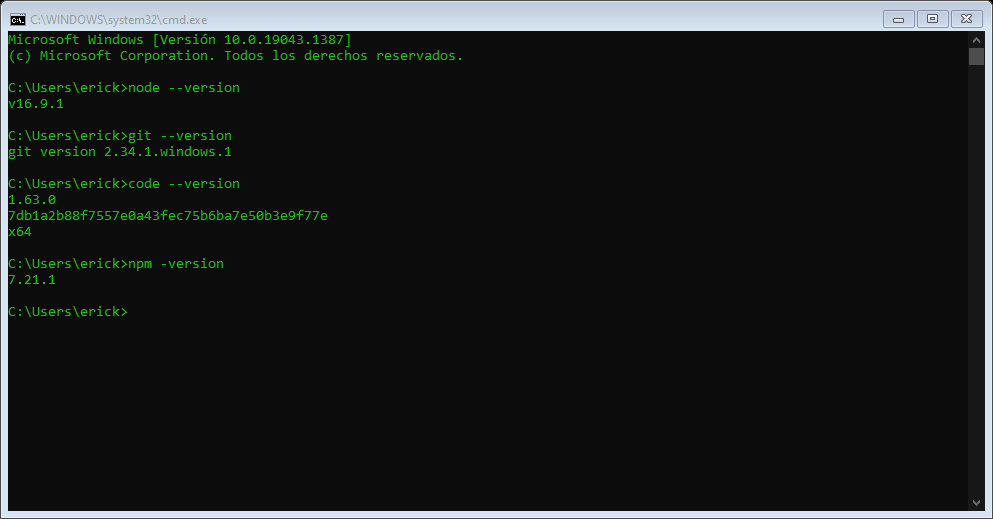 C:\WINDOWS\system32\cmd.exe
Microsoft Windows [Versión 10.0.19043.1387]
(c) Microsoft Corporation. Todos los derechos reservados.
C:\Users\erick>node --version
v16.9.1
C:\Users\erick>git --version
git version 2.34.1.windows.1
C:\Users\erick>code --version
1.63.0
7db1a2b88f7557e0a43fec75b6ba7e50b3e9f77e
x64
C:\Users\erick>npm -version
7.21.1
C:\Users\erick>